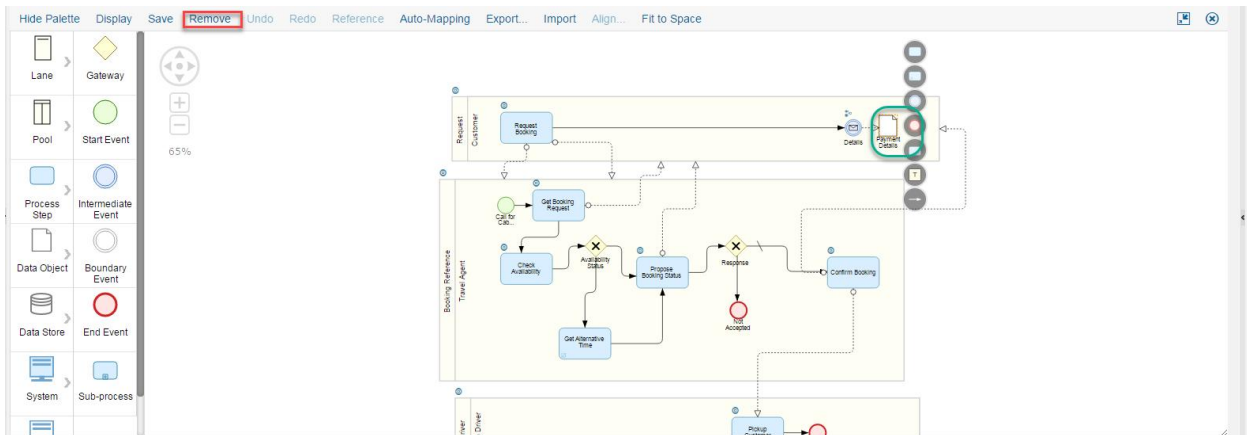 Hide Palette Display Save Remove Undo Redo Reference Auto-Mapping Export... Import Align... Fit to Space
Lane
Gateway
Pool
Start Event
Process
Step
Intermediate
Event
Data Object
Boundary
Event
Data Store
End Event
System
Sub-process
65%
Request
Customer
Request
Booking
Details
Payment
Details
T
Booking Reference
Travel Agent
Call for
Cab...
Get Booking
Request
Check
Availability
Availability
Status
Propose
Booking Status
Response
Confirm Booking
Not
Accepted
Get Alternative
Time
Driver
Pickup